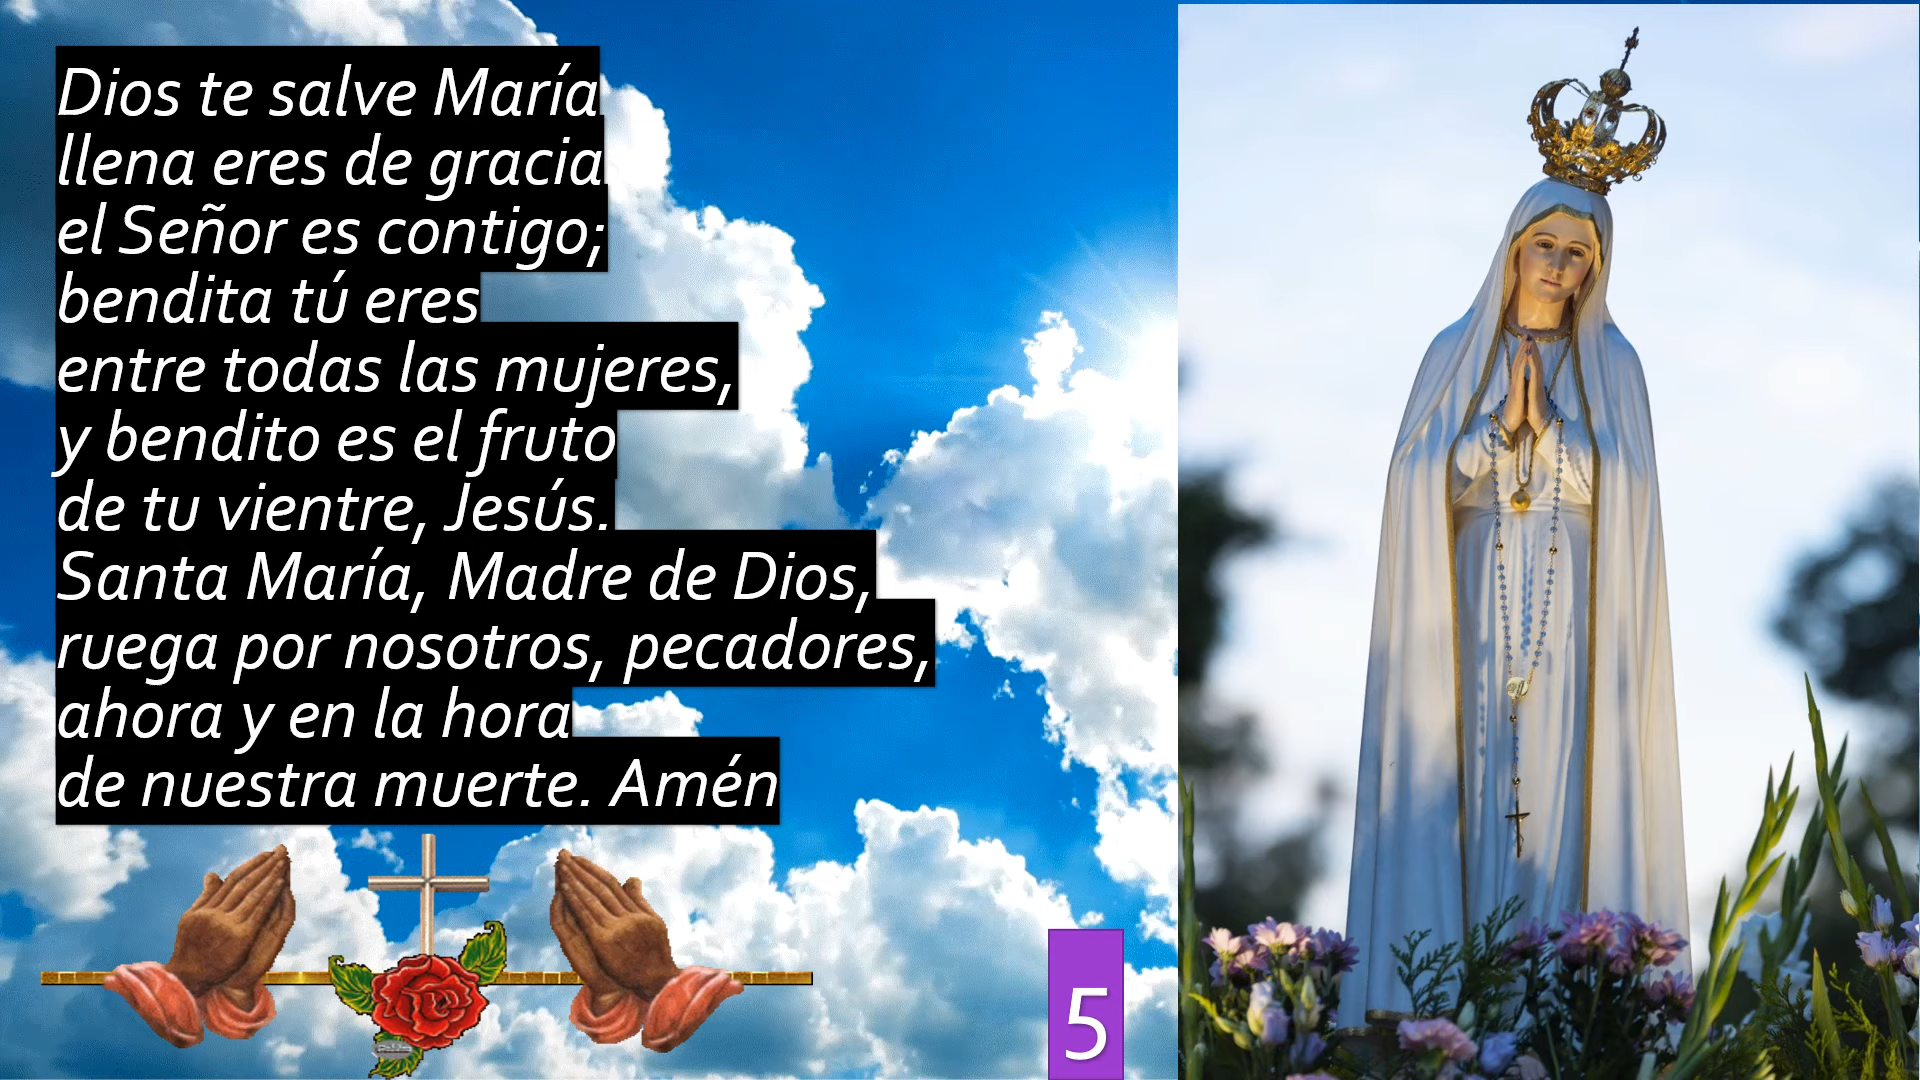 Dios te salve María
llena eres de gracia
el Señor es contigo;
bendita tú eres
entre todas las mujeres,
y bendito es el fruto
de tu vientre, Jesús.
Santa María, Madre de Dios,
ruega por nosotros, pecadores,
ahora y en la hora
de nuestra muerte. Amén
5